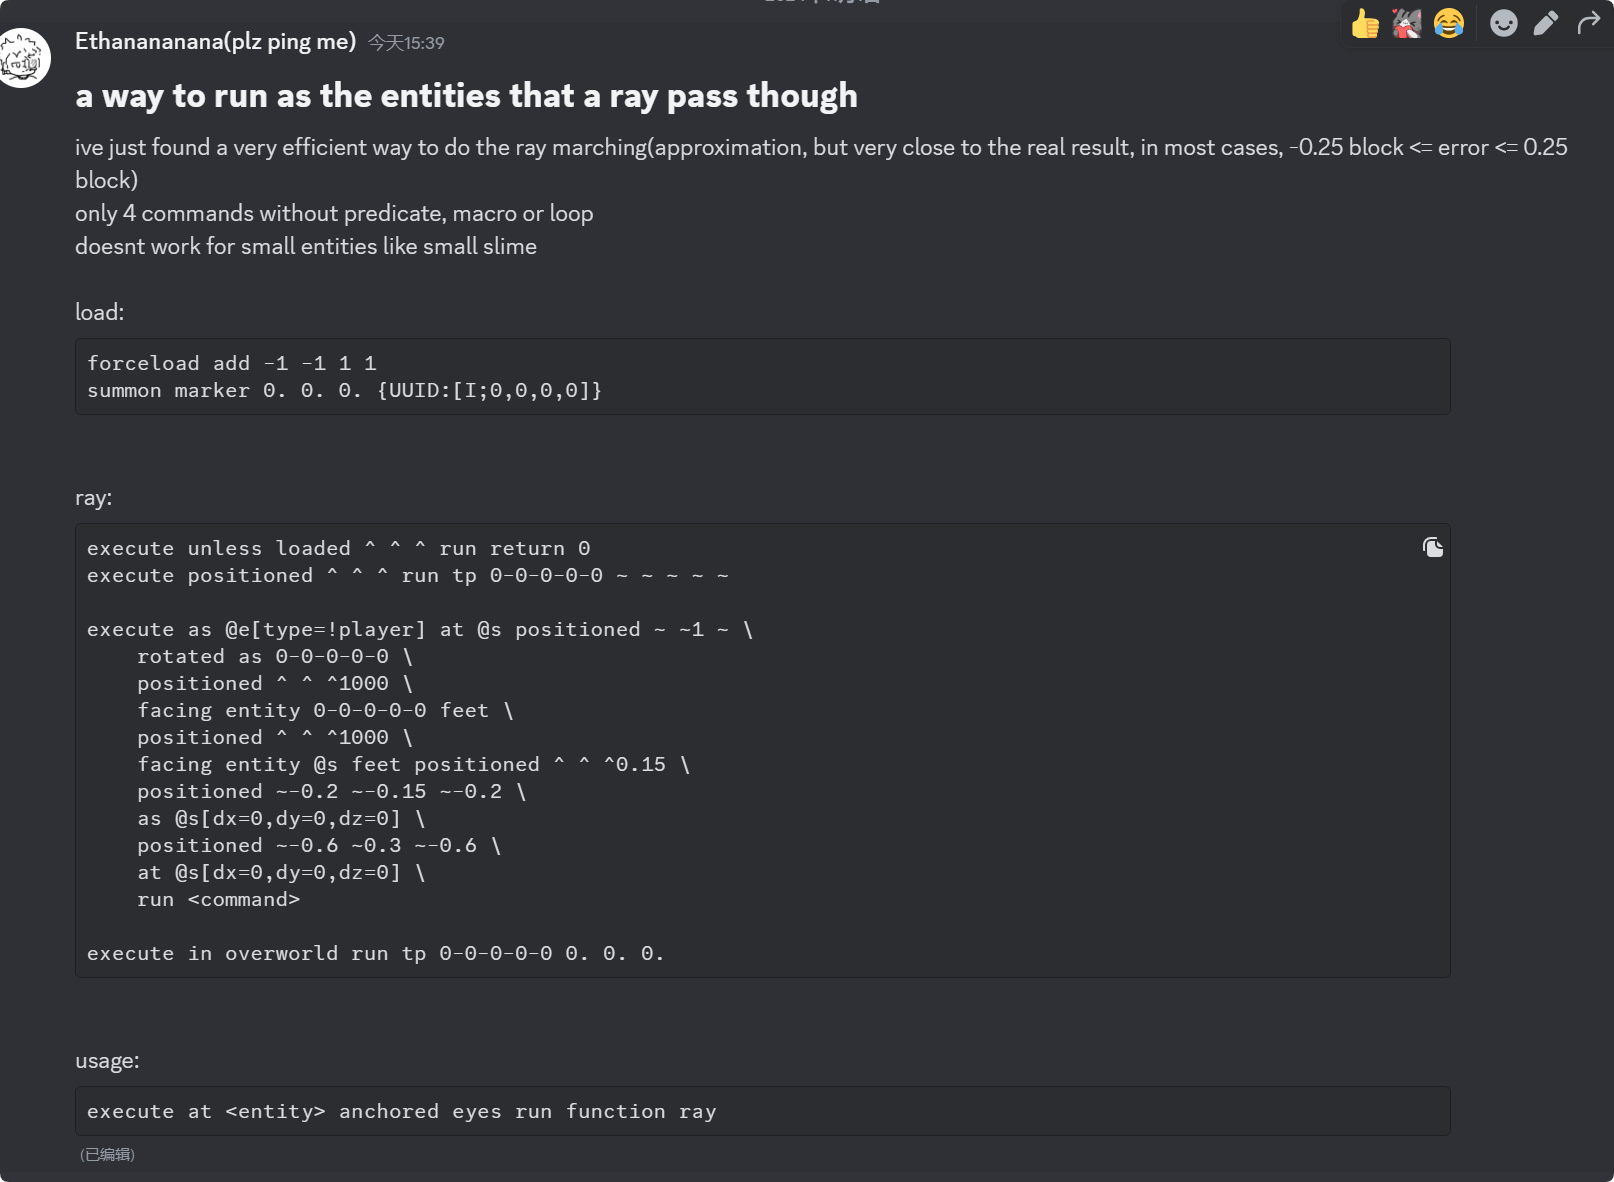 Ethanananana(plz ping me) 今天15:39
a way to run as the entities that a ray pass though
ive just found a very efficient way to do the ray marching(approximation, but very close to the real result, in most cases, -0.25 block <= error <= 0.25
block)
only 4 commands without predicate, macro or loop
doesnt work for small entities like small slime
load:
forceload add -1 -1 1 1
summon marker 0. 0. 0. {UUID:[I;0,0,0,0]}
ray:
execute unless loaded ^ ^ ^ run return 0
execute positioned ^ ^ ^ run tp 0-0-0-0-0 ~ ~ ~ ~ ~
execute as @e[type=!player] at @s positioned ~ ~1 ~ \
    rotated as 0-0-0-0-0 \
    positioned ^ ^ ^1000 \
    facing entity 0-0-0-0-0 feet \
    positioned ^ ^ ^1000 \
    facing entity @s feet positioned ^ ^ ^0.15 \
    positioned ~-0.2 ~-0.15 ~-0.2 \
    as @s[dx=0,dy=0,dz=0] \
    positioned ~-0.6 ~0.3 ~-0.6 \
    at @s[dx=0,dy=0,dz=0] \
    run <command>
execute in overworld run tp 0-0-0-0-0 0. 0. 0.
usage:
execute at <entity> anchored eyes run function ray
(已编辑)